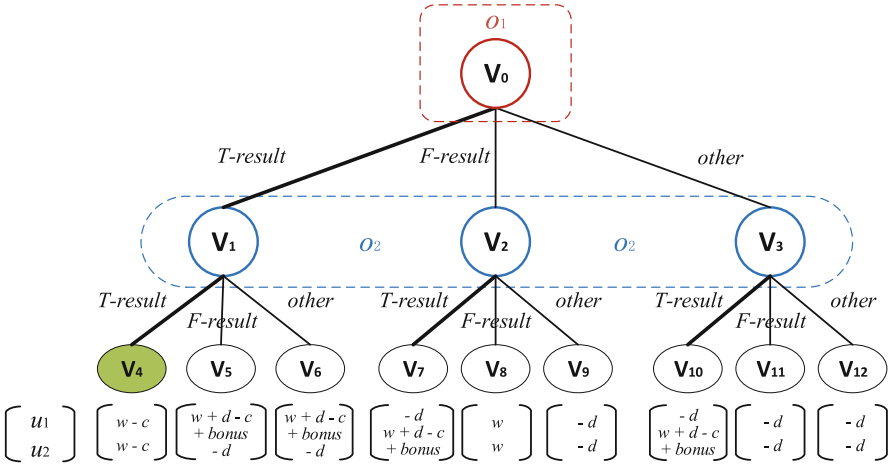 O1
V0
T-result F-result other
V1 O2 V2 O2 V3
T-result F-result other T-result F-result other T-result F-result other
V4 V5 V6 V7 V8 V9 V10 V11 V12
u1 w - c w + d - c + bonus w + d - c + bonus - d w - d - d - d - d
u2 w - c - d - d w + d - c + bonus w - d w + d - c + bonus - d - d